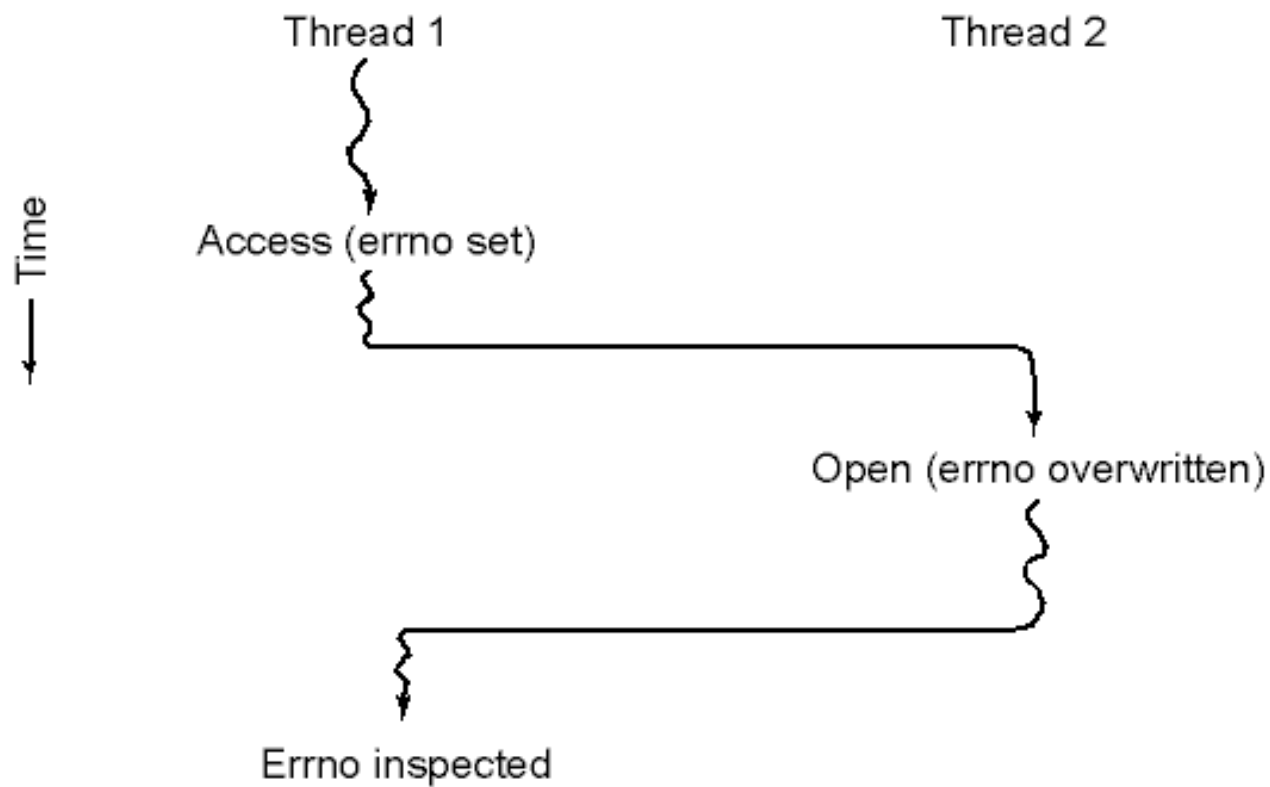 Thread 1
Thread 2
Time
Access (errno set)
Open (errno overwritten)
Errno inspected